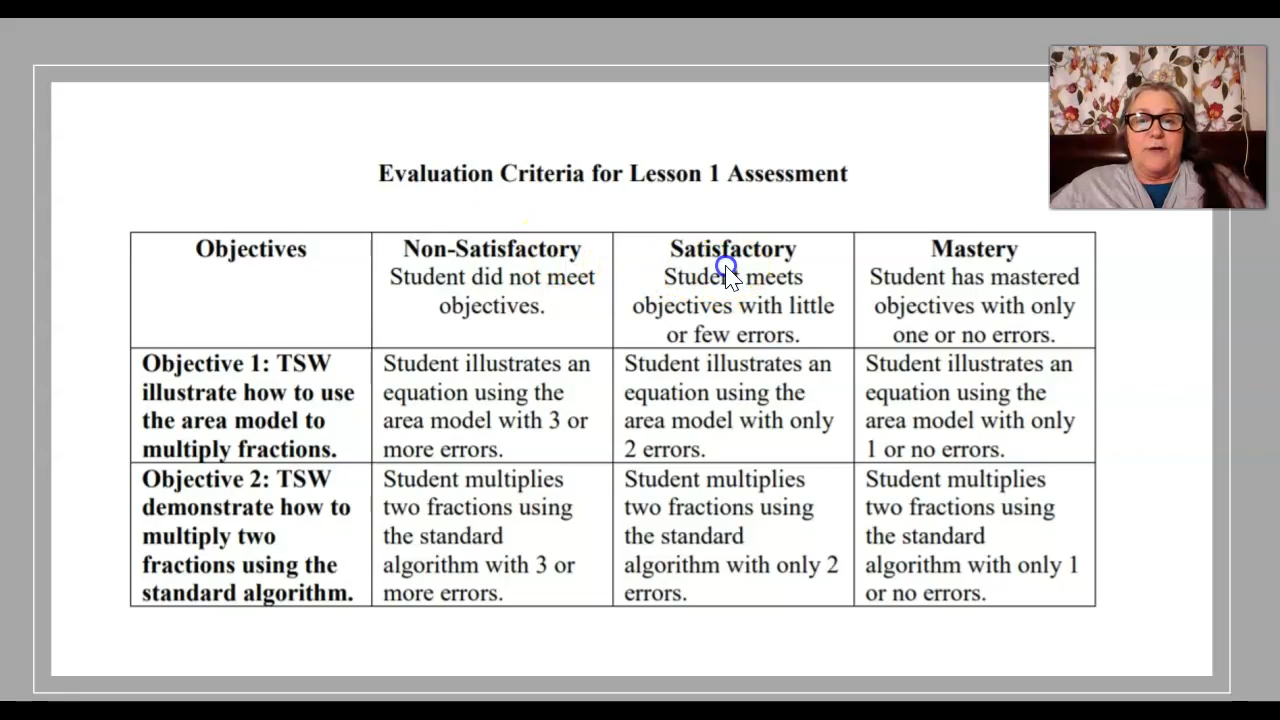 Evaluation Criteria for Lesson 1 Assessment
Objectives
Non-Satisfactory
Student did not meet
objectives.
Satisfactory
Student meets
objectives with little
or few errors.
Mastery
Student has mastered
objectives with only
one or no errors.
Objective 1: TSW
illustrate how to use
the area model to
multiply fractions.
Student illustrates an
equation using the
area model with 3 or
more errors.
Student illustrates an
equation using the
area model with only
2 errors.
Student illustrates an
equation using the
area model with only
1 or no errors.
Objective 2: TSW
demonstrate how to
multiply two
fractions using the
standard algorithm.
Student multiplies
two fractions using
the standard
algorithm with 3 or
more errors.
Student multiplies
two fractions using
the standard
algorithm with only 2
errors.
Student multiplies
two fractions using
the standard
algorithm with only 1
or no errors.